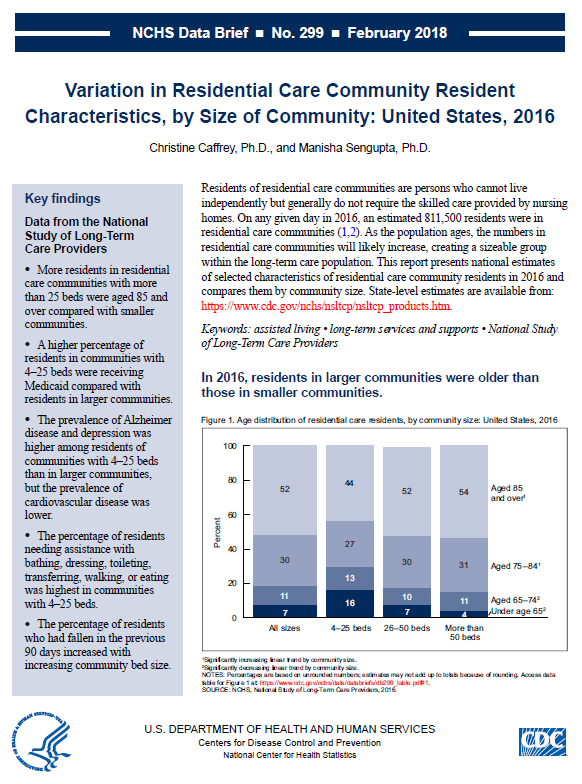 NCHS Data Brief ■ No. 299 ■ February 2018
Variation in Residential Care Community Resident
Characteristics, by Size of Community: United States, 2016
Christine Caffrey, Ph.D., and Manisha Sengupta, Ph.D.
Key findings
Data from the National
Study of Long-Term
Care Providers
• More residents in residential
care communities with more
than 25 beds were aged 85 and
over compared with smaller
communities.
• A higher percentage of
residents in communities with
4–25 beds were receiving
Medicaid compared with
residents in larger communities.
• The prevalence of Alzheimer
disease and depression was
higher among residents of
communities with 4–25 beds
than in larger communities,
but the prevalence of
cardiovascular disease was
lower.
• The percentage of residents
needing assistance with
bathing, dressing, toileting,
transferring, walking, or eating
was highest in communities
with 4–25 beds.
• The percentage of residents
who had fallen in the previous
90 days increased with
increasing community bed size.
Residents of residential care communities are persons who cannot live
independently but generally do not require the skilled care provided by nursing
homes. On any given day in 2016, an estimated 811,500 residents were in
residential care communities (1,2). As the population ages, the numbers in
residential care communities will likely increase, creating a sizeable group
within the long-term care population. This report presents national estimates
of selected characteristics of residential care community residents in 2016 and
compares them by community size. State-level estimates are available from:
https://www.cdc.gov/nchs/nsltcp/nsltcp_products.htm.
Keywords: assisted living • long-term services and supports • National Study
of Long-Term Care Providers
In 2016, residents in larger communities were older than
those in smaller communities.
Figure 1. Age distribution of residential care residents, by community size: United States, 2016
Percent
100
80
60
40
20
0
52
30
11
7
44
27
13
16
52
30
10
7
54
31
11
4
Aged 85
and over¹
Aged 75–84¹
Aged 65–74²
Under age 65²
All sizes
4–25 beds
26–50 beds
More than
50 beds
¹Significantly increasing linear trend by community size.
²Significantly decreasing linear trend by community size.
NOTES: Percentages are based on unrounded numbers; estimates may not add up to totals because of rounding. Access data
table for Figure 1 at: https://www.cdc.gov/nchs/data/databriefs/db299_table.pdf#1.
SOURCE: NCHS, National Study of Long-Term Care Providers, 2016.
U.S. DEPARTMENT OF HEALTH AND HUMAN SERVICES
Centers for Disease Control and Prevention
National Center for Health Statistics
CDC